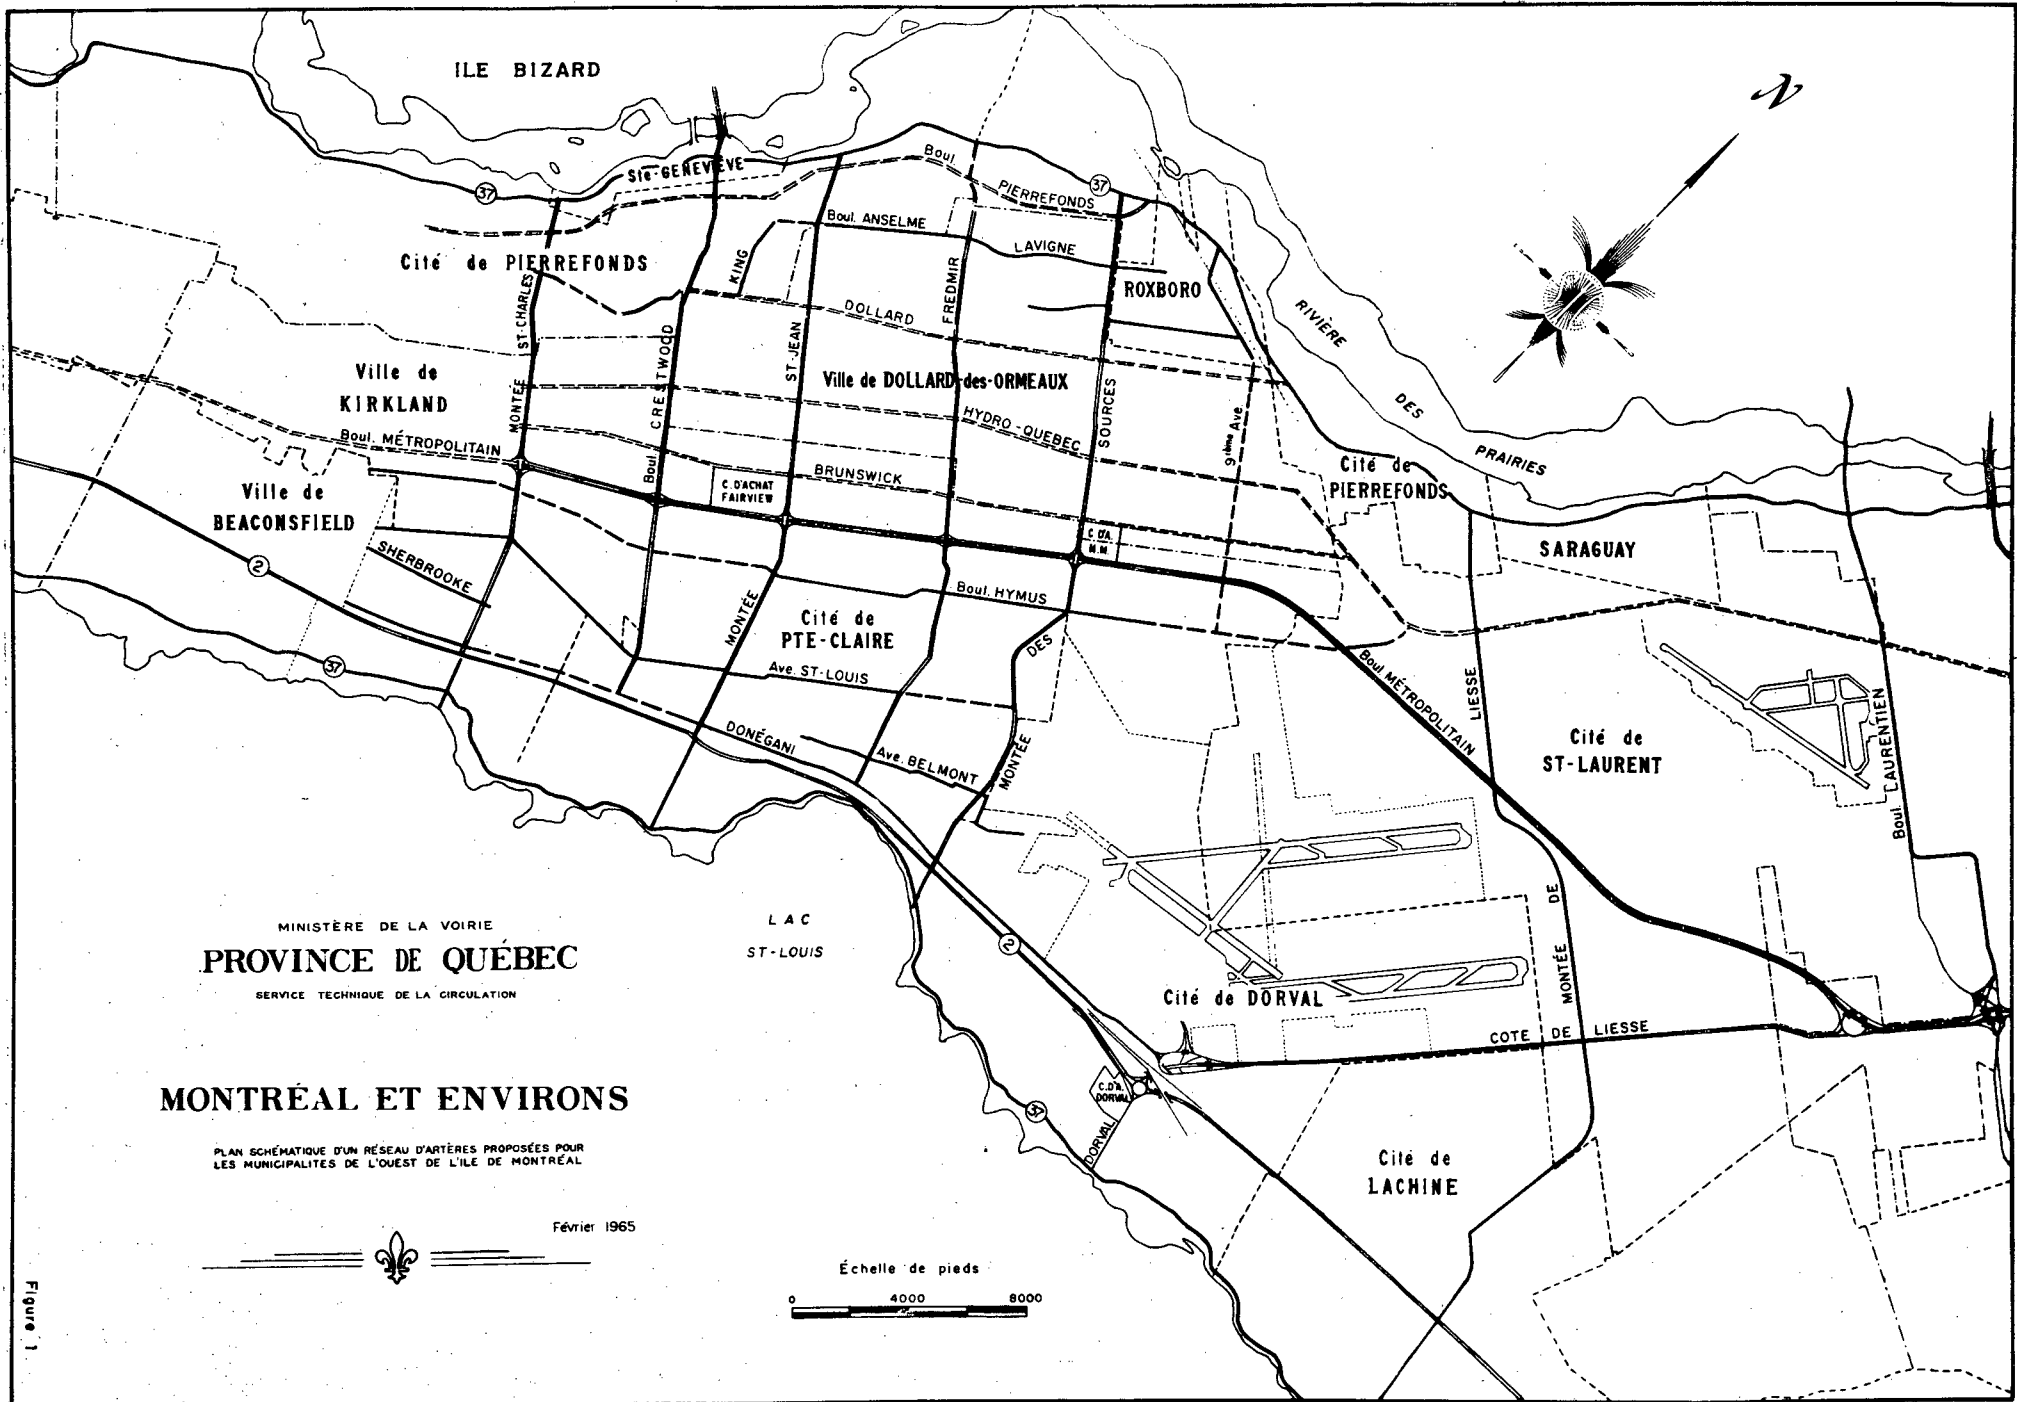 ILE BIZARD
N
Ste-GENEVIÈVE
37
Boul. PIERREFONDS
37
Boul. ANSELME LAVIGNE
Cité de PIERREFONDS
KING
FREDMIR
ROXBORO
RIVIÈRE DES PRAIRIES
DOLLARD
MONTÉE ST-CHARLES
Boul. CRESTWOOD
MONTÉE ST-JEAN
Ville de
KIRKLAND
Ville de DOLLARD-des-ORMEAUX
MONTÉE DES SOURCES
HYDRO-QUEBEC
9ième Ave.
Boul. MÉTROPOLITAIN
Cité de
PIERREFONDS
BRUNSWICK
C. D'ACHAT
FAIRVIEW
Ville de
BEACONSFIELD
C. D'A.
M.M
SARAGUAY
SHERBROOKE
2
Boul. HYMUS
Cité de
PTE-CLAIRE
37
Ave. ST-LOUIS
Boul. MÉTROPOLITAIN
MONTÉE DE LIESSE
Cité de
ST-LAURENT
Boul. LAURENTIEN
DONÉGANI
Ave. BELMONT
MONTÉE
2
Cité de DORVAL
COTE DE LIESSE
C.D'A.
DORVAL
DORVAL
37
Cité de
LACHINE
LAC
ST-LOUIS
MINISTÈRE DE LA VOIRIE
PROVINCE DE QUÉBEC
SERVICE TECHNIQUE DE LA CIRCULATION
MONTRÉAL ET ENVIRONS
PLAN SCHÉMATIQUE D'UN RÉSEAU D'ARTÈRES PROPOSÉES POUR
LES MUNICIPALITES DE L'OUEST DE L'ILE DE MONTRÉAL
Février 1965
Échelle de pieds
0 4000 8000
Figure 1